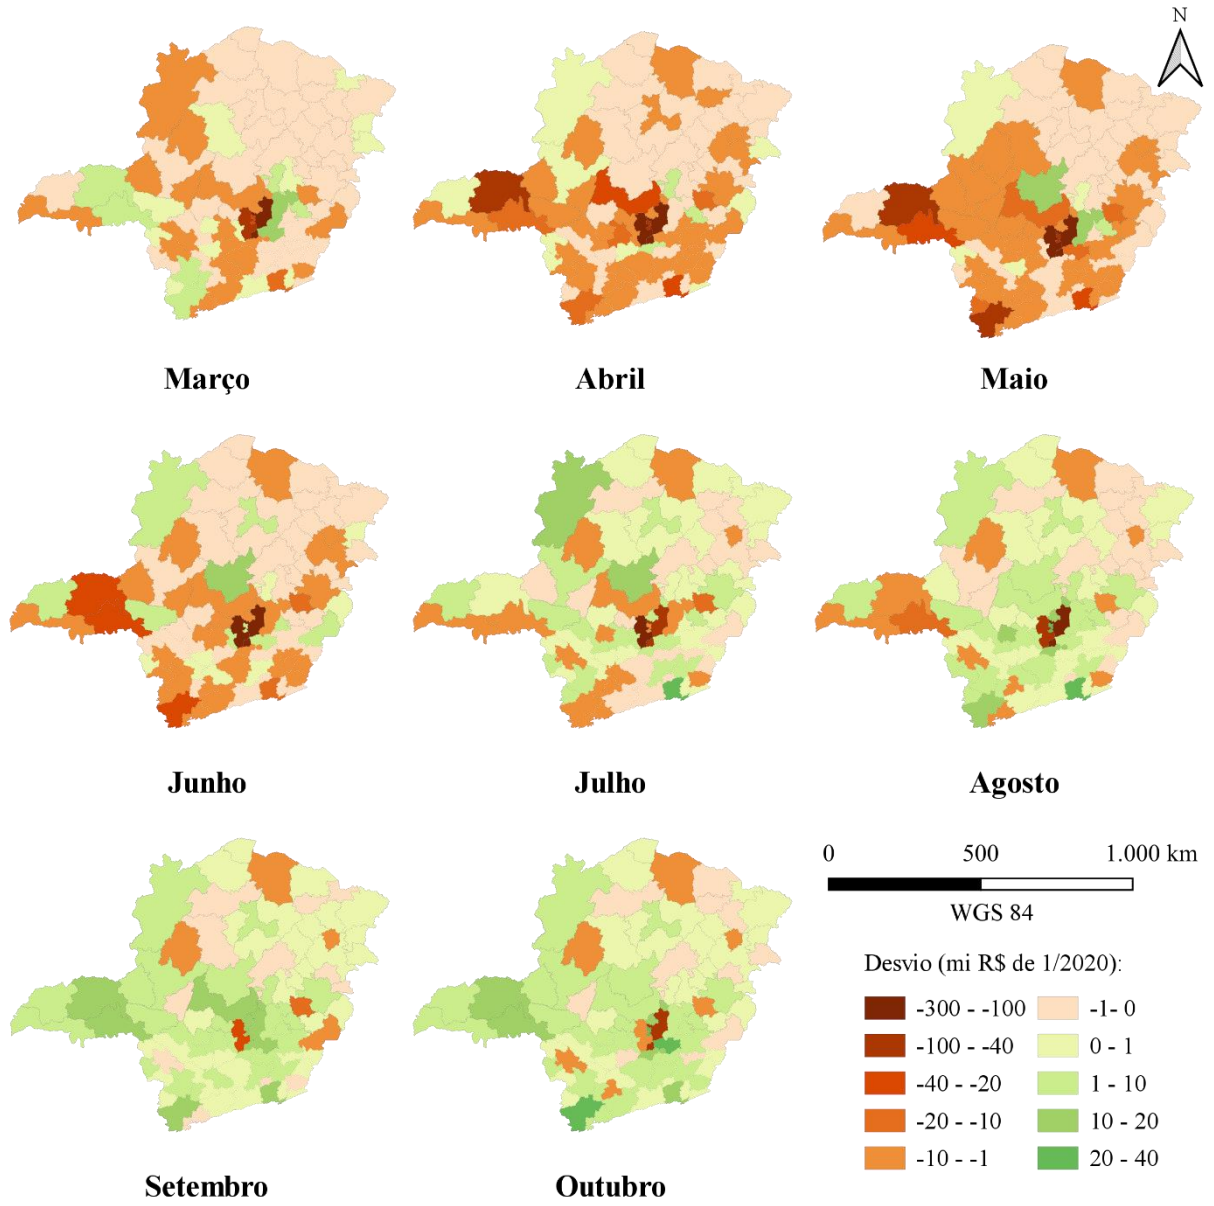 N
Março
Abril
Maio
Junho
Julho
Agosto
Setembro
Outubro
0 500 1.000 km
WGS 84
Desvio (mi R$ de 1/2020):
-300 - -100
-100 - -40
-40 - -20
-20 - -10
-10 - -1
-1- 0
0 - 1
1 - 10
10 - 20
20 - 40